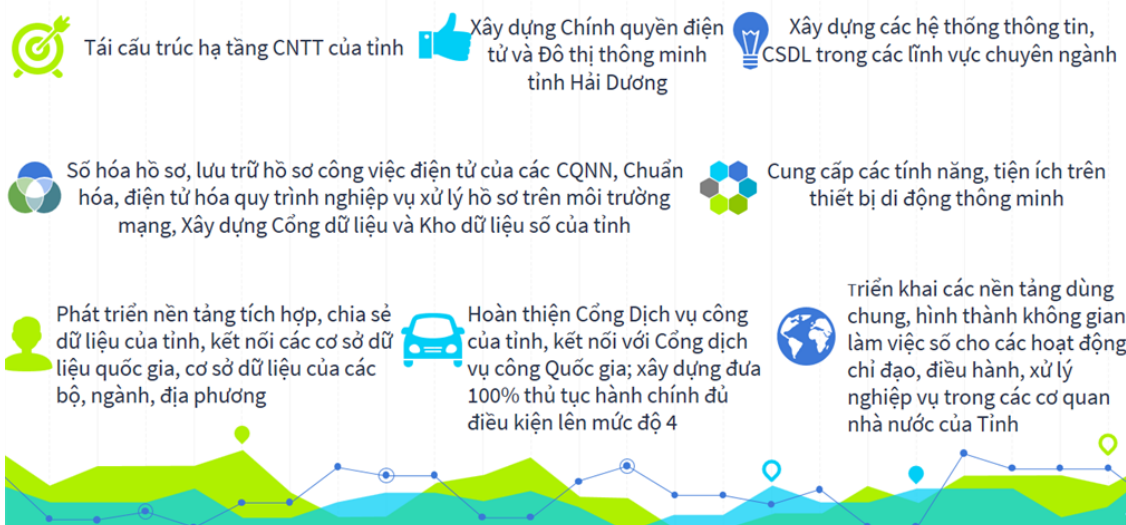 Tái cấu trúc hạ tầng CNTT của tỉnh
Xây dựng Chính quyền điện
tử và Đô thị thông minh
tỉnh Hải Dương
Xây dựng các hệ thống thông tin,
CSDL trong các lĩnh vực chuyên ngành
Số hóa hồ sơ, lưu trữ hồ sơ công việc điện tử của các CQNN, Chuẩn
hóa, điện tử hóa quy trình nghiệp vụ xử lý hồ sơ trên môi trường
mạng, Xây dựng Cổng dữ liệu và Kho dữ liệu số của tỉnh
Cung cấp các tính năng, tiện ích trên
thiết bị di động thông minh
Phát triển nền tảng tích hợp, chia sẻ
dữ liệu của tỉnh, kết nối các cơ sở dữ
liệu quốc gia, cơ sở dữ liệu của các
bộ, ngành, địa phương
Hoàn thiện Cổng Dịch vụ công
của tỉnh, kết nối với Cổng dịch
vụ công Quốc gia; xây dựng đưa
100% thủ tục hành chính đủ
điều kiện lên mức độ 4
Triển khai các nền tảng dùng
chung, hình thành không gian
làm việc số cho các hoạt động
chỉ đạo, điều hành, xử lý
nghiệp vụ trong các cơ quan
nhà nước của Tỉnh